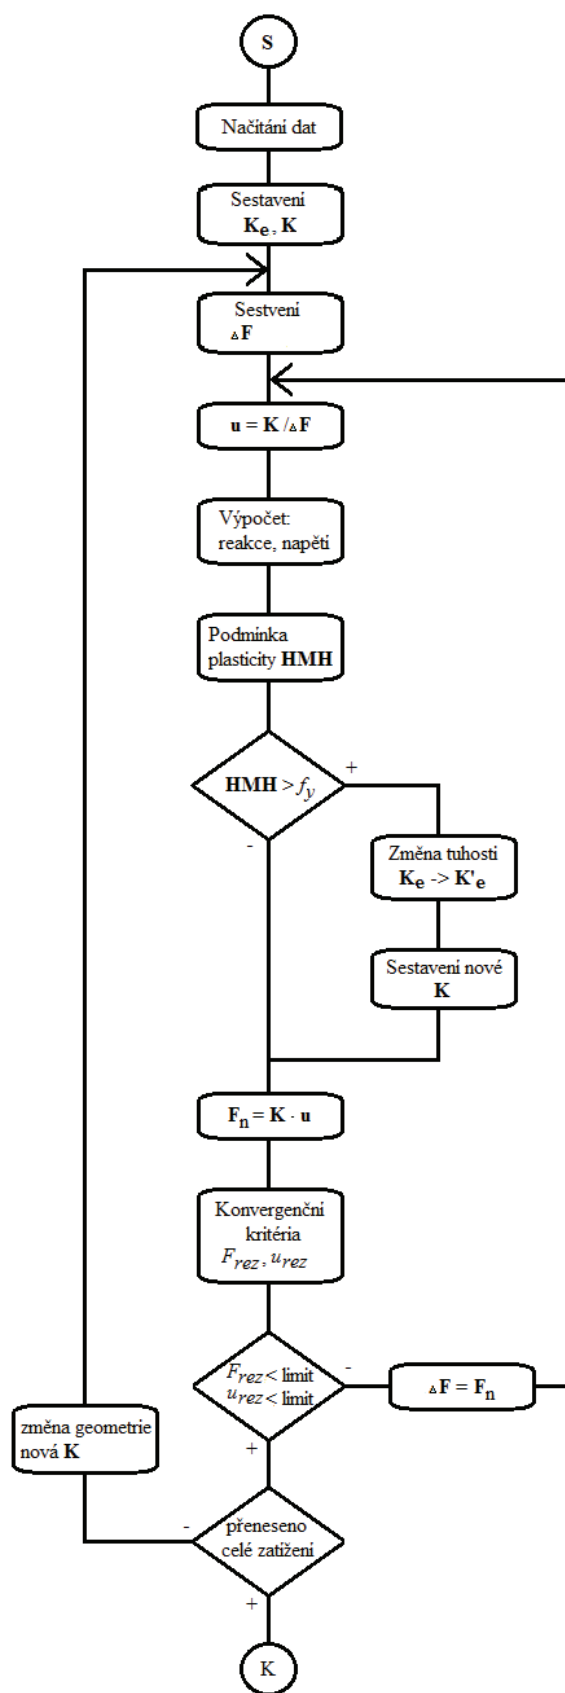 S
Načítání dat
Sestavení
Ke, K
Sestvení
△F
u = K /△F
Výpočet:
reakce, napětí
Podmínka
plasticity HMH
HMH > fy
+
-
Změna tuhosti
Ke -> K'e
Sestavení nové
K
Fn = K · u
Konvergenční
kritéria
Frez, urez
Frez < limit
urez < limit
-
+
△F = Fn
změna geometrie
nová K
přeneseno
celé zatížení
-
+
K